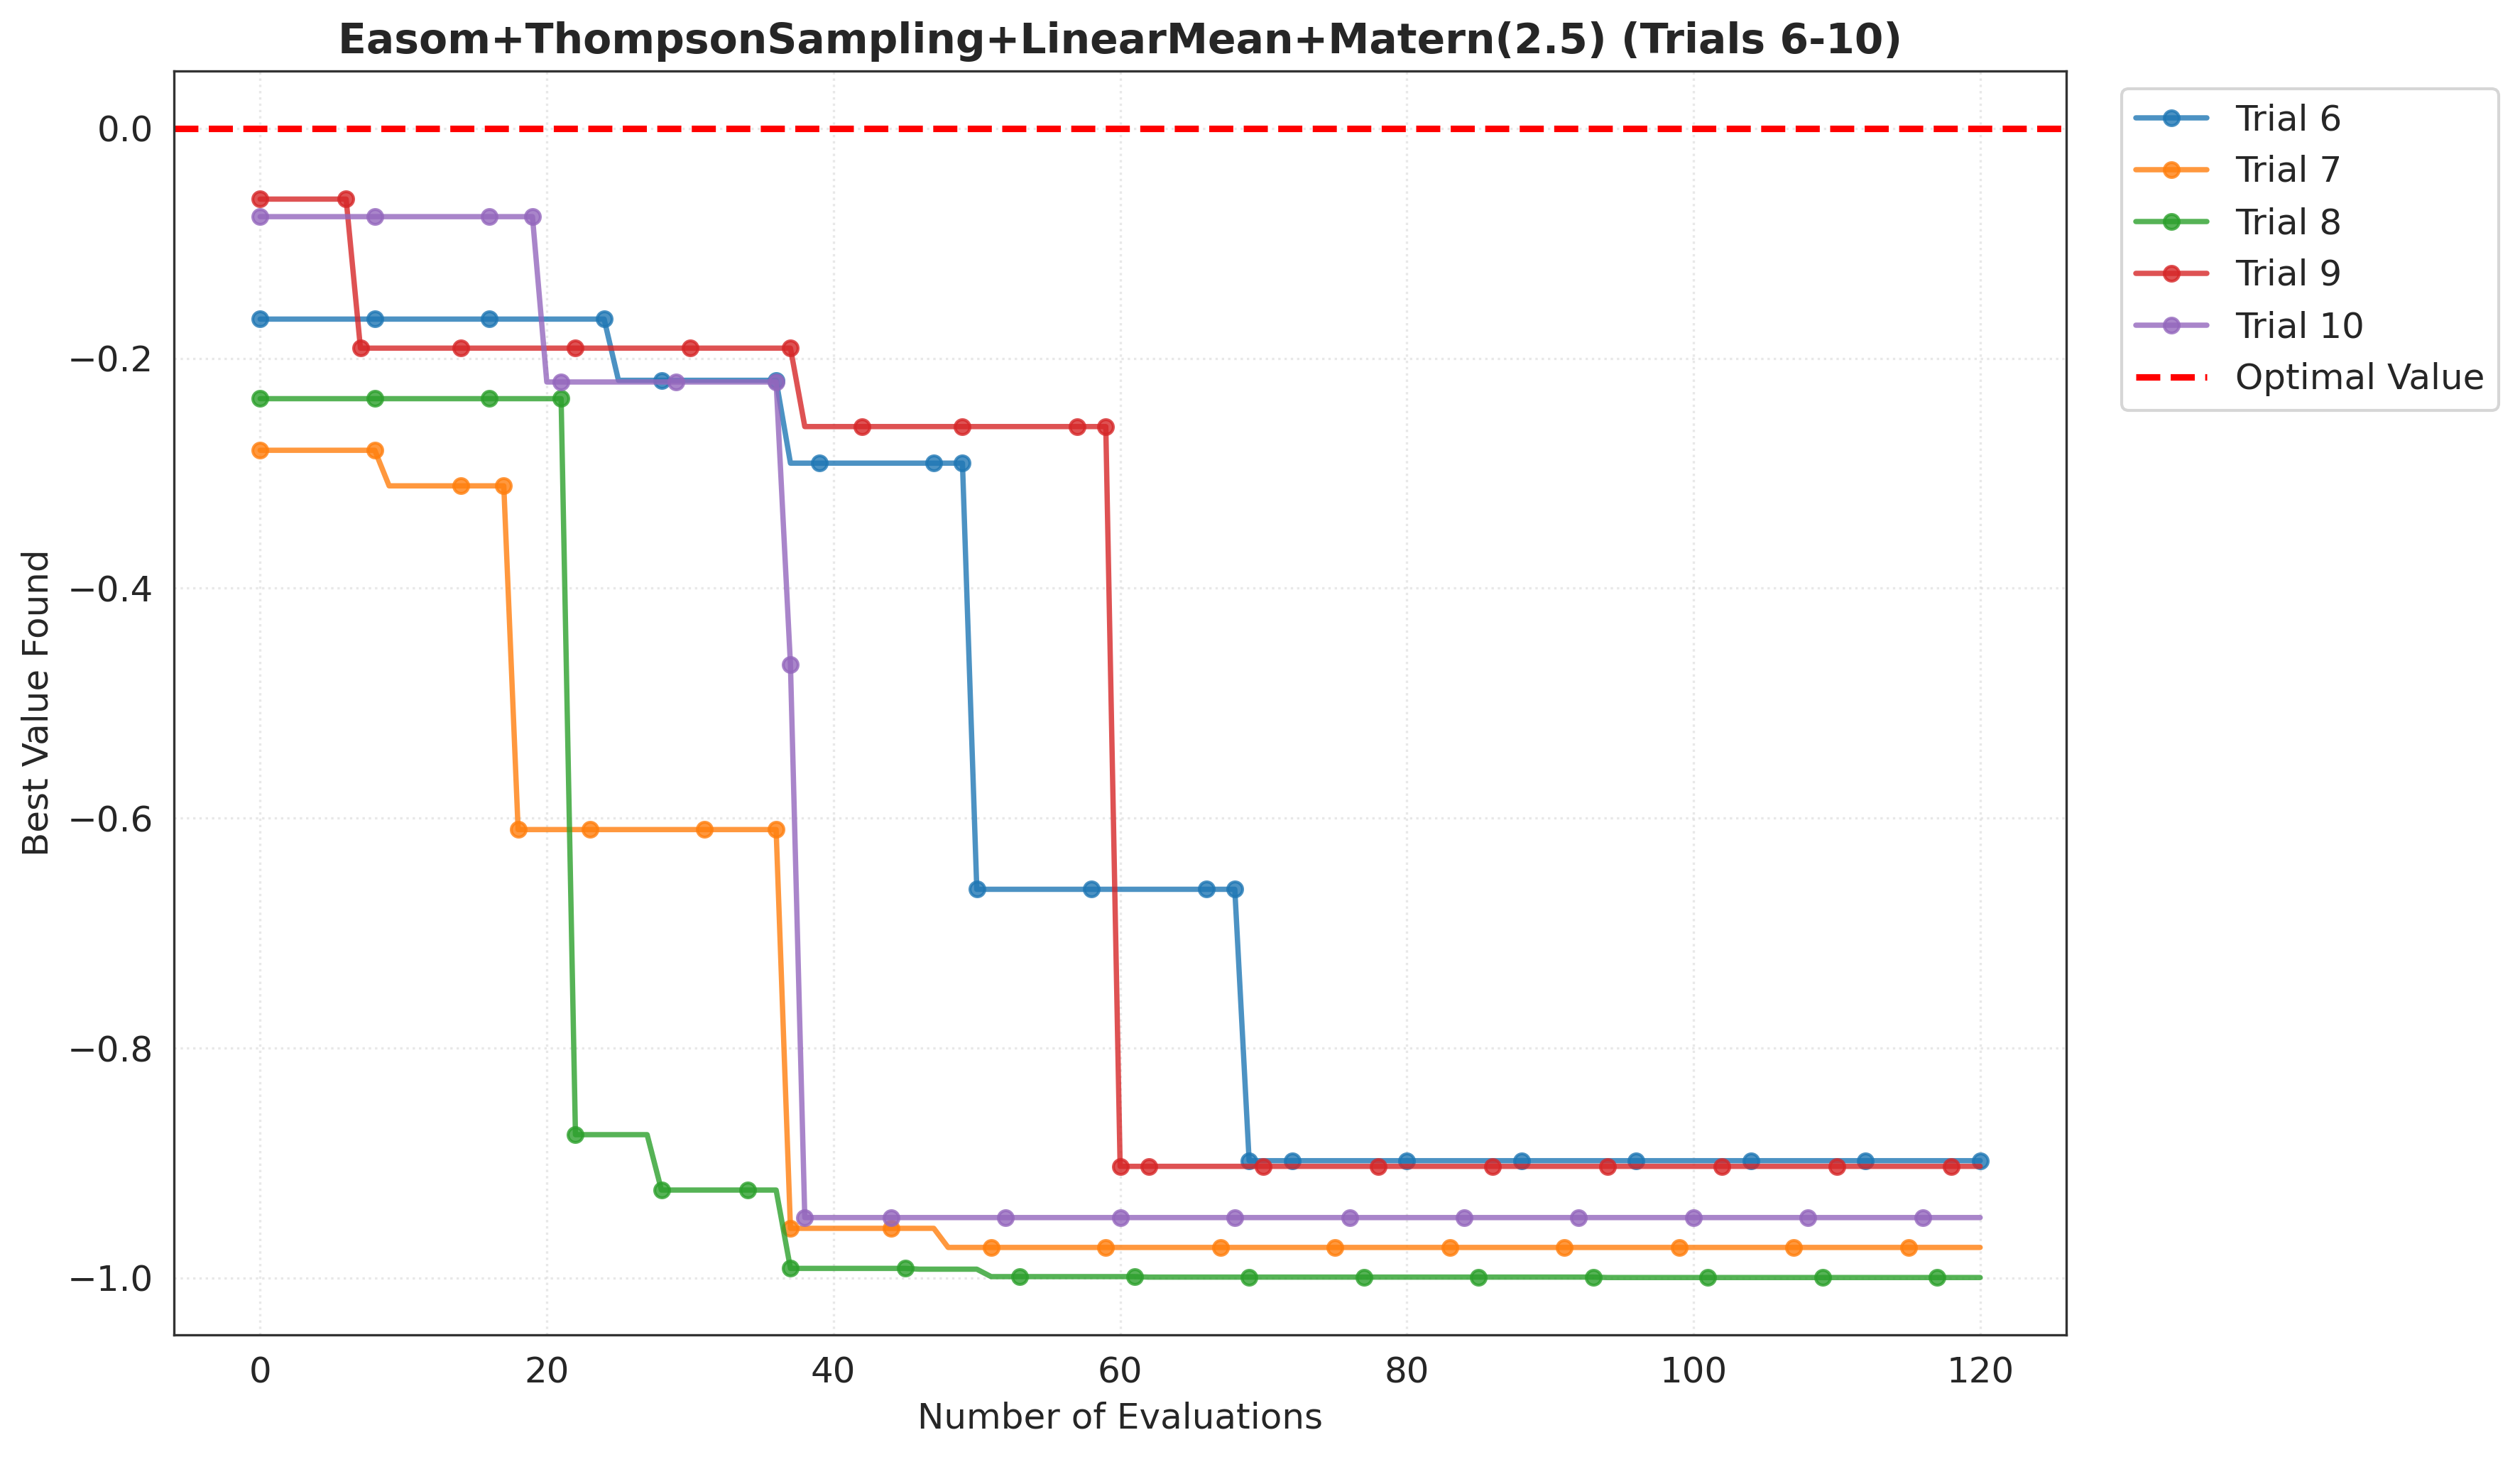 Easom+ThompsonSampling+LinearMean+Matern(2.5) (Trials 6-10)
Best Value Found
0.0
−0.2
−0.4
−0.6
−0.8
−1.0
0
20
40
60
80
100
120
Number of Evaluations
Trial 6
Trial 7
Trial 8
Trial 9
Trial 10
Optimal Value